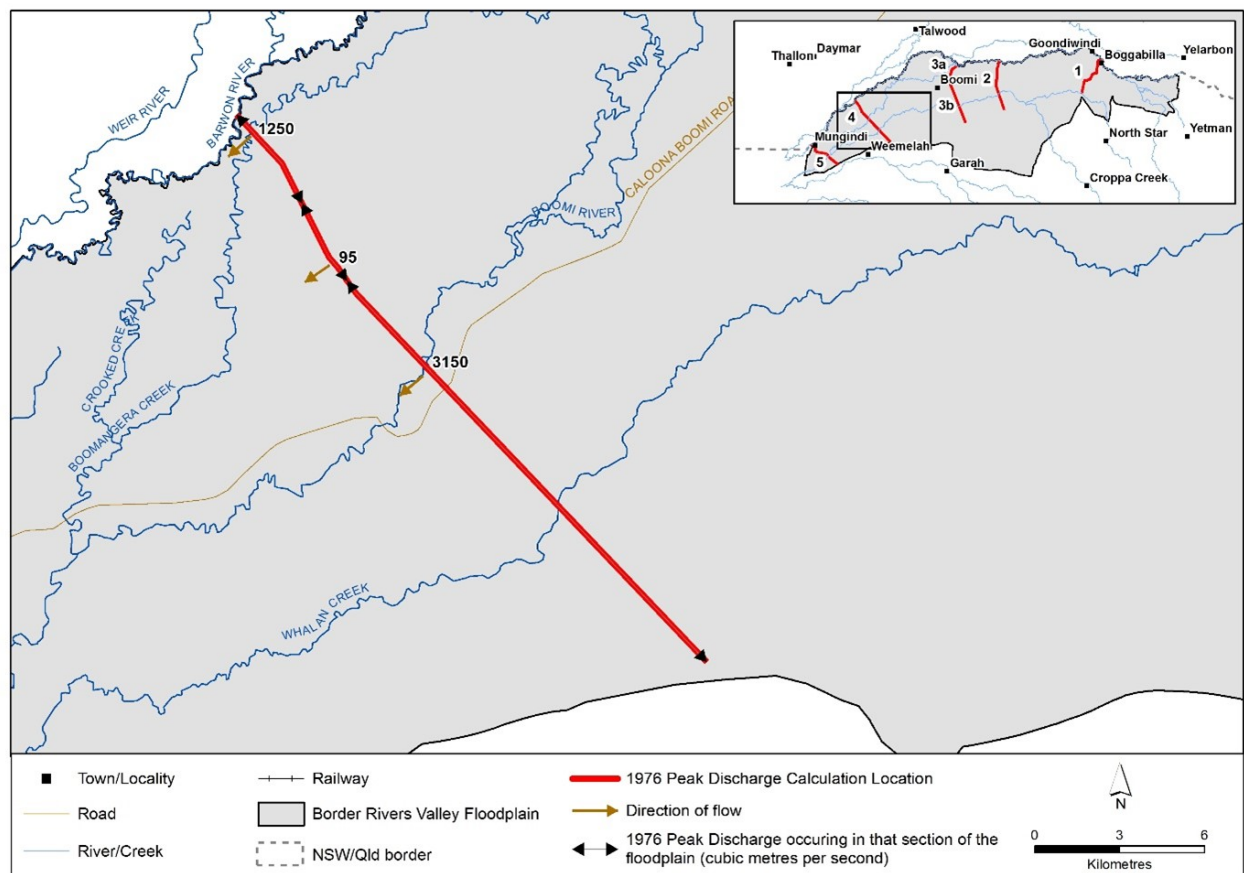 Talwood
Thallon
Daymar
Goondiwindi
Boggabilla
Yelarbon
3a
Boomi
2
1
3b
4
North Star
Yetman
Mungindi
Weemelah
5
Garah
Croppa Creek
WEIR RIVER
BARWON RIVER
1250
CALOONA BOOMI ROA
BOOMI RIVER
95
CROOKED CREEK
3150
BOOMANGERA CREEK
WHALAN CREEK
Town/Locality
Road
River/Creek
Railway
Border Rivers Valley Floodplain
NSW/Qld border
1976 Peak Discharge Calculation Location
Direction of flow
1976 Peak Discharge occuring in that section of the
floodplain (cubic metres per second)
N
0 3 6
Kilometres